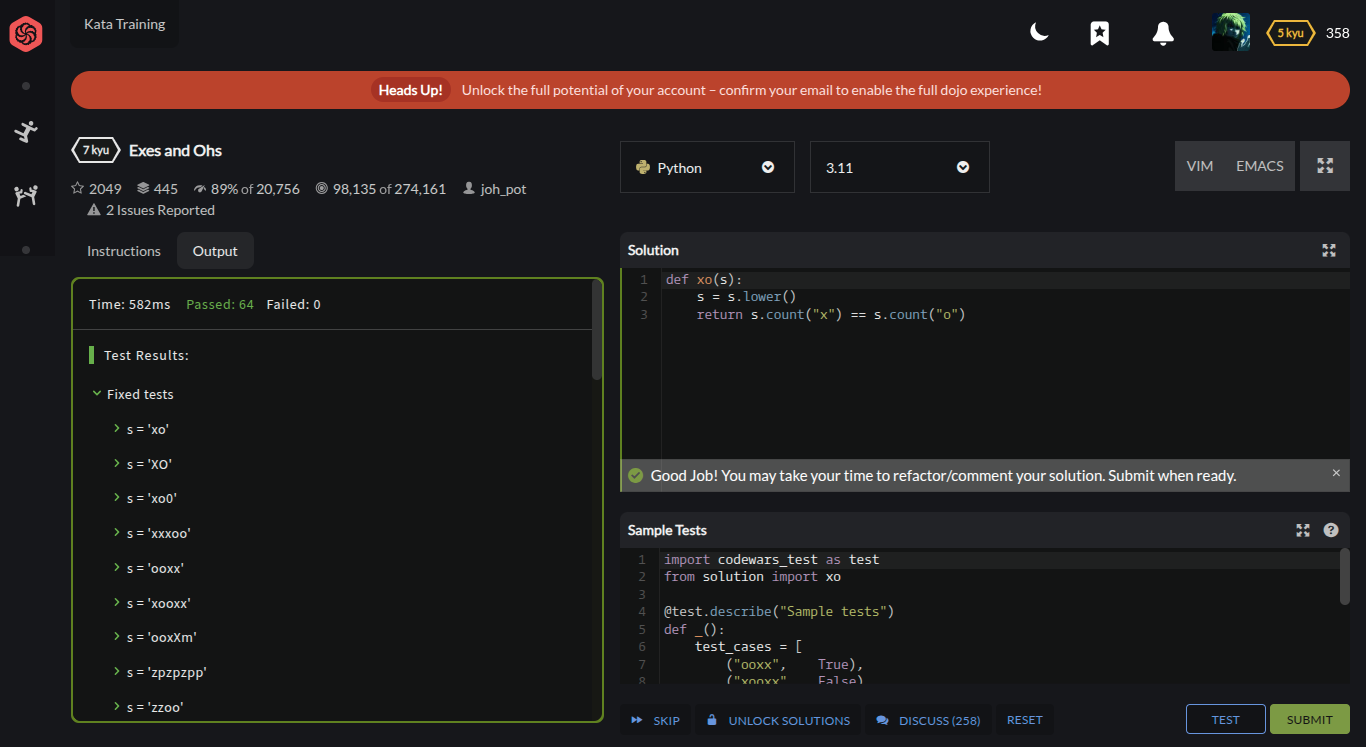 Kata Training
5 kyu 358
Heads Up! Unlock the full potential of your account – confirm your email to enable the full dojo experience!
7 kyu Exes and Ohs
2049 445 89% of 20,756 98,135 of 274,161 joh_pot
2 Issues Reported
Instructions Output
Time: 582ms Passed: 64 Failed: 0
Test Results:
Fixed tests
s = 'xo'
s = 'XO'
s = 'xo0'
s = 'xxxoo'
s = 'ooxx'
s = 'xooxx'
s = 'ooxXm'
s = 'zpzpzpp'
s = 'zzoo'
Python 3.11 VIM EMACS
Solution
1 def xo(s):
2 s = s.lower()
3 return s.count("x") == s.count("o")
Good Job! You may take your time to refactor/comment your solution. Submit when ready. ×
Sample Tests
1 import codewars_test as test
2 from solution import xo
3
4 @test.describe("Sample tests")
5 def _():
6 test_cases = [
7 ("ooxx", True),
8 ("xooxx", False)
SKIP UNLOCK SOLUTIONS DISCUSS (258) RESET TEST SUBMIT